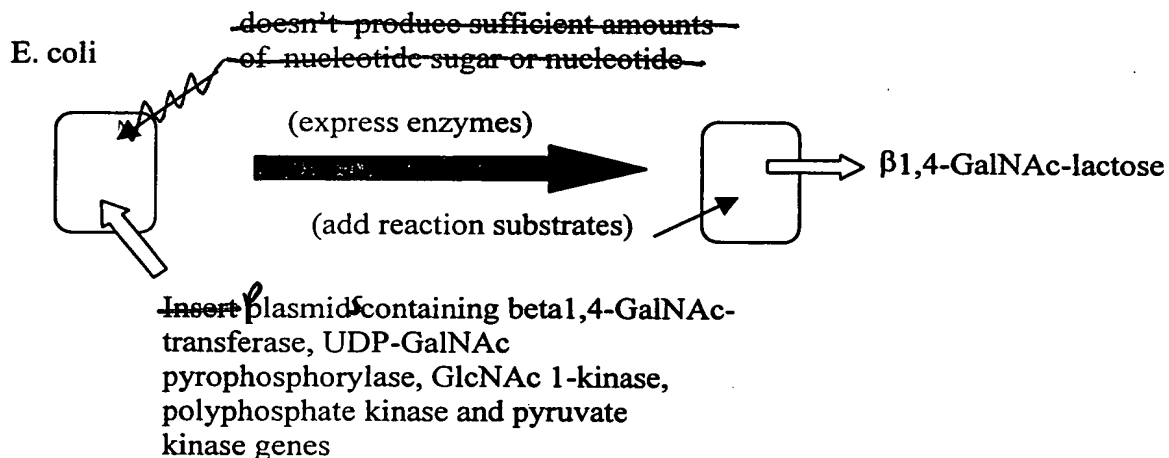 doesn't produce sufficient amounts
of nucleotide sugar or nucleotide
E. coli
(express enzymes)
β1,4-GalNAc-lactose
(add reaction substrates)
Insert plasmids containing beta1,4-GalNAc-
transferase, UDP-GalNAc
pyrophosphorylase, GlcNAc 1-kinase,
polyphosphate kinase and pyruvate
kinase genes